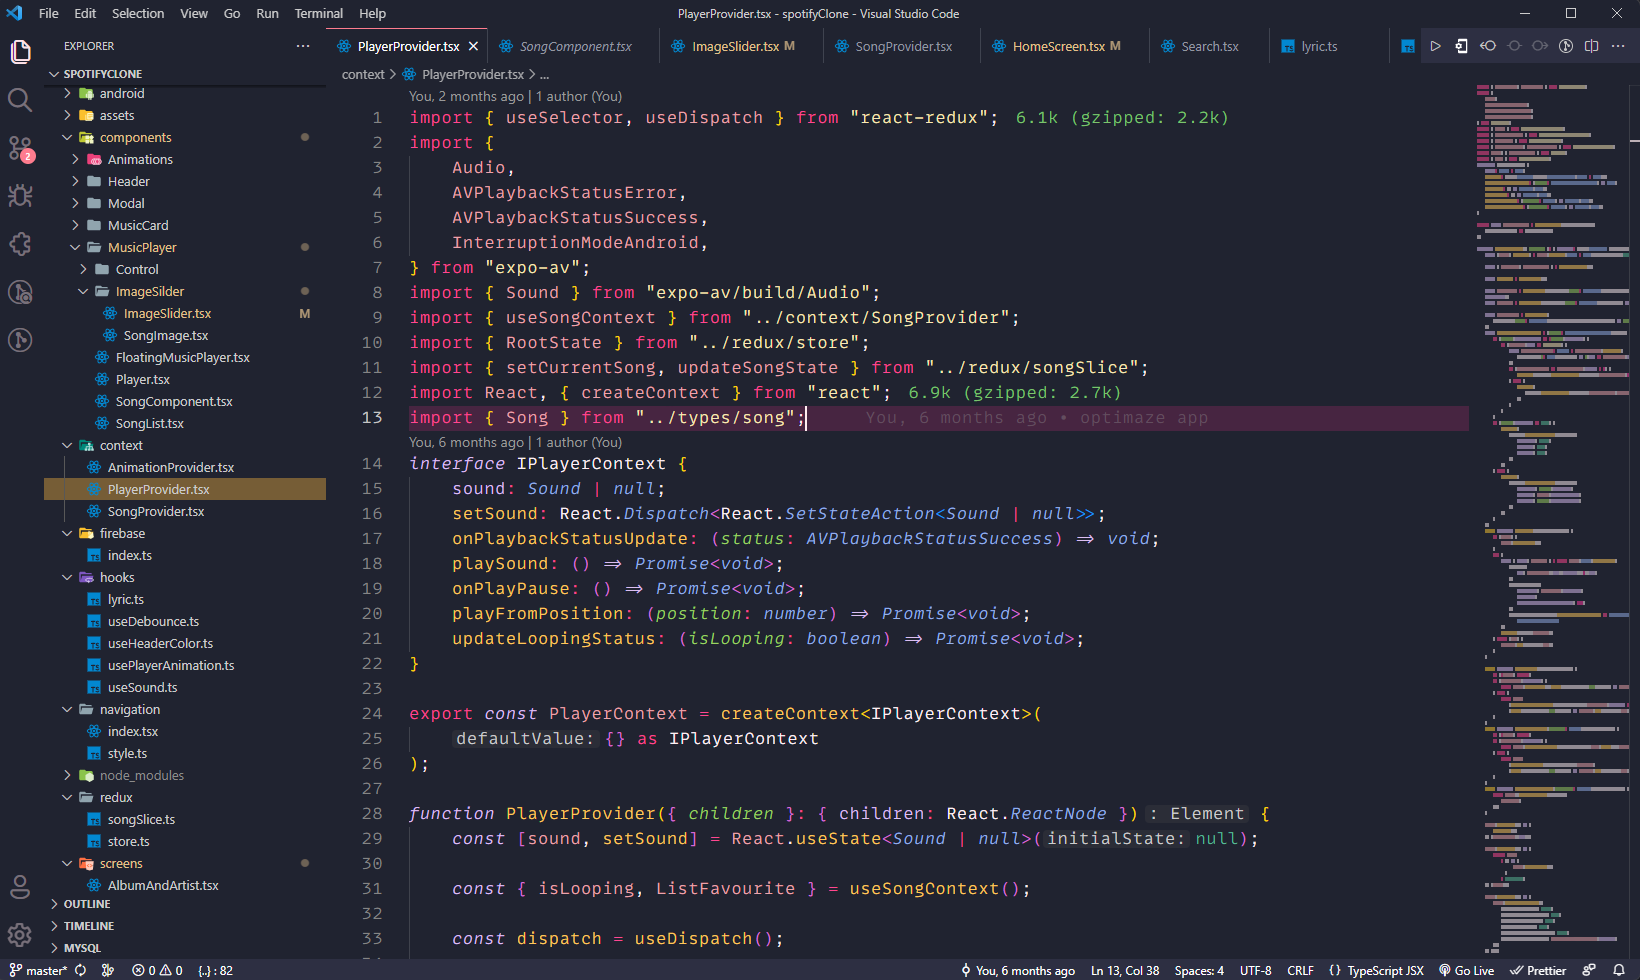 File Edit Selection View Go Run Terminal Help
PlayerProvider.tsx - spotifyClone - Visual Studio Code
EXPLORER
PlayerProvider.tsx
SongComponent.tsx
ImageSlider.tsx M
SongProvider.tsx
HomeScreen.tsx M
Search.tsx
lyric.ts
SPOTIFYCLONE
android
assets
components
Animations
Header
Modal
MusicCard
MusicPlayer
Control
ImageSilder
ImageSlider.tsx M
SongImage.tsx
FloatingMusicPlayer.tsx
Player.tsx
SongComponent.tsx
SongList.tsx
context
AnimationProvider.tsx
PlayerProvider.tsx
SongProvider.tsx
firebase
index.ts
hooks
lyric.ts
useDebounce.ts
useHeaderColor.ts
usePlayerAnimation.ts
useSound.ts
navigation
index.tsx
style.ts
node_modules
redux
songSlice.ts
store.ts
screens
AlbumAndArtist.tsx
OUTLINE
TIMELINE
MYSQL
2
context > PlayerProvider.tsx > ...
You, 2 months ago | 1 author (You)
1 import { useSelector, useDispatch } from "react-redux"; 6.1k (gzipped: 2.2k)
2 import {
3 Audio,
4 AVPlaybackStatusError,
5 AVPlaybackStatusSuccess,
6 InterruptionModeAndroid,
7 } from "expo-av";
8 import { Sound } from "expo-av/build/Audio";
9 import { useSongContext } from "../context/SongProvider";
10 import { RootState } from "../redux/store";
11 import { setCurrentSong, updateSongState } from "../redux/songSlice";
12 import React, { createContext } from "react"; 6.9k (gzipped: 2.7k)
13 import { Song } from "../types/song"; You, 6 months ago • optimaze app
You, 6 months ago | 1 author (You)
14 interface IPlayerContext {
15 sound: Sound | null;
16 setSound: React.Dispatch<React.SetStateAction<Sound | null>>;
17 onPlaybackStatusUpdate: (status: AVPlaybackStatusSuccess) => void;
18 playSound: () => Promise<void>;
19 onPlayPause: () => Promise<void>;
20 playFromPosition: (position: number) => Promise<void>;
21 updateLoopingStatus: (isLooping: boolean) => Promise<void>;
22 }
23
24 export const PlayerContext = createContext<IPlayerContext>(
25 defaultValue: {} as IPlayerContext
26 );
27
28 function PlayerProvider({ children }: { children: React.ReactNode }) : Element {
29 const [sound, setSound] = React.useState<Sound | null>(initialState: null);
30
31 const { isLooping, ListFavourite } = useSongContext();
32
33 const dispatch = useDispatch();
master* 0 0 {..} : 82
You, 6 months ago Ln 13, Col 38 Spaces: 4 UTF-8 CRLF {} TypeScript JSX Go Live Prettier